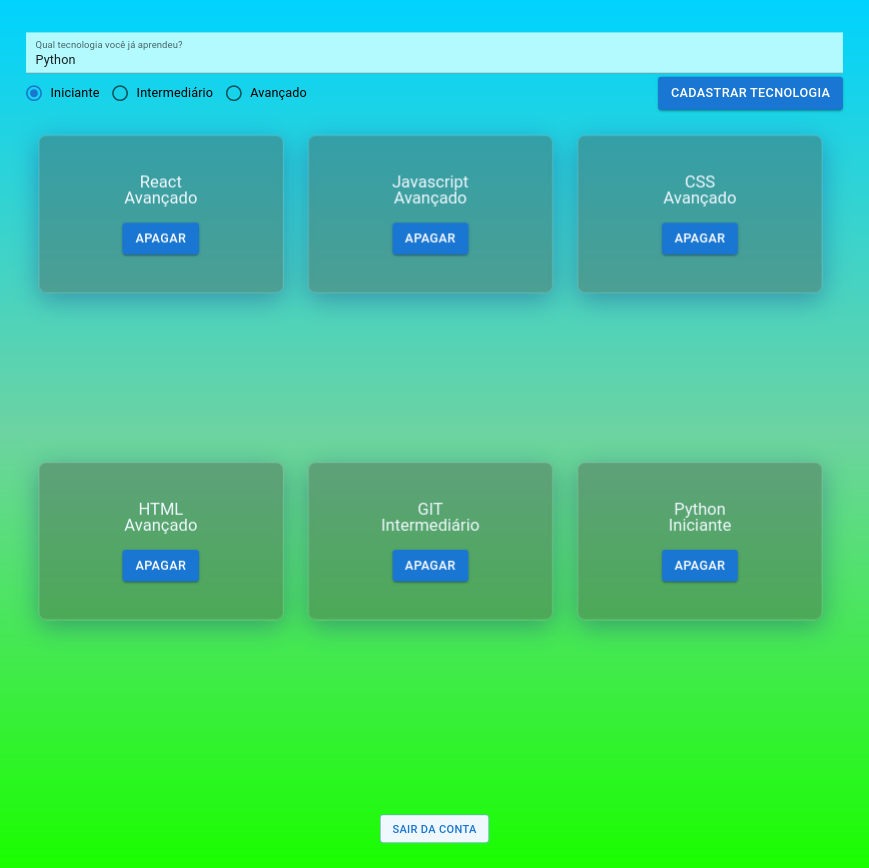 Qual tecnologia você já aprendeu?
Python
Iniciante Intermediário Avançado CADASTRAR TECNOLOGIA
React
Avançado
APAGAR
Javascript
Avançado
APAGAR
CSS
Avançado
APAGAR
HTML
Avançado
APAGAR
GIT
Intermediário
APAGAR
Python
Iniciante
APAGAR
SAIR DA CONTA